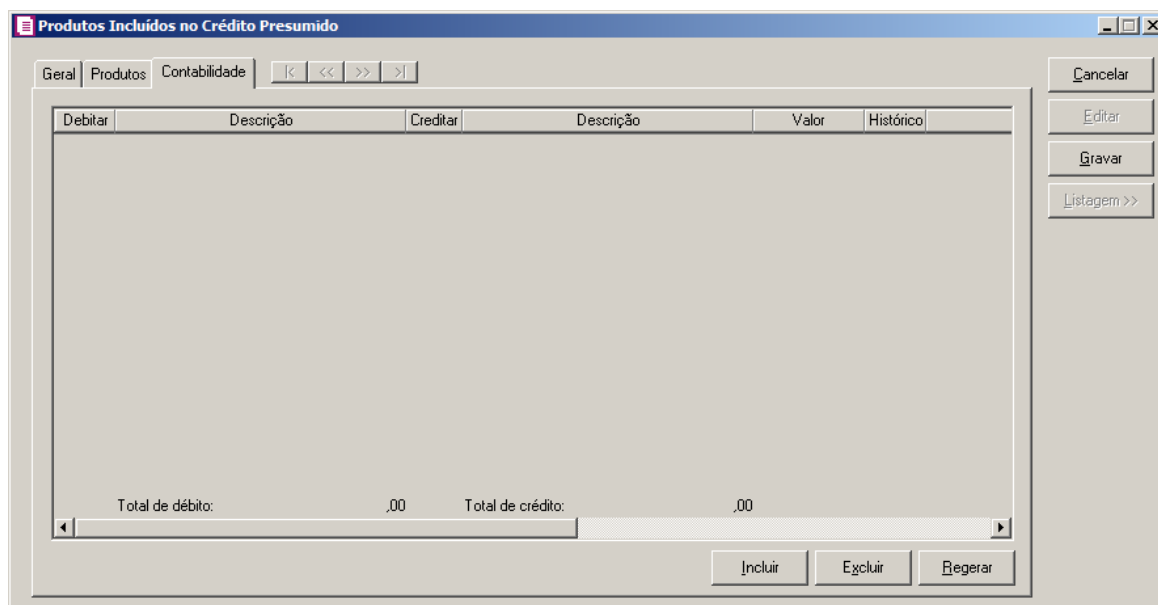 Produtos Incluídos no Crédito Presumido
Geral Produtos Contabilidade |< << >> >|
Cancelar
Editar
Gravar
Listagem >>
Debitar Descrição Creditar Descrição Valor Histórico
Total de débito: ,00 Total de crédito: ,00
Incluir Excluir Regerar